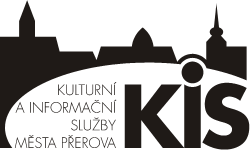 KULTURNÍ
A INFORMAČNÍ
SLUŽBY
MĚSTA PŘEROVA
KIS